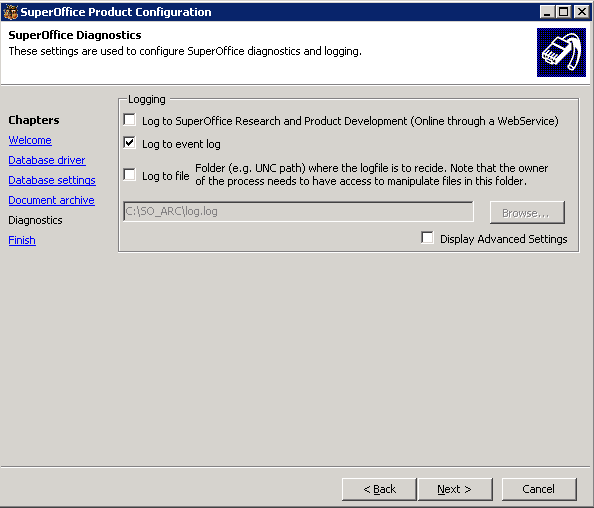 SuperOffice Product Configuration
SuperOffice Diagnostics
These settings are used to configure SuperOffice diagnostics and logging.
Chapters
Welcome
Database driver
Database settings
Document archive
Diagnostics
Finish
Logging
Log to SuperOffice Research and Product Development (Online through a WebService)
Log to event log
Log to file
Folder (e.g. UNC path) where the logfile is to recide. Note that the owner
of the process needs to have access to manipulate files in this folder.
C:\SO_ARC\log.log
Browse...
Display Advanced Settings
< Back
Next >
Cancel